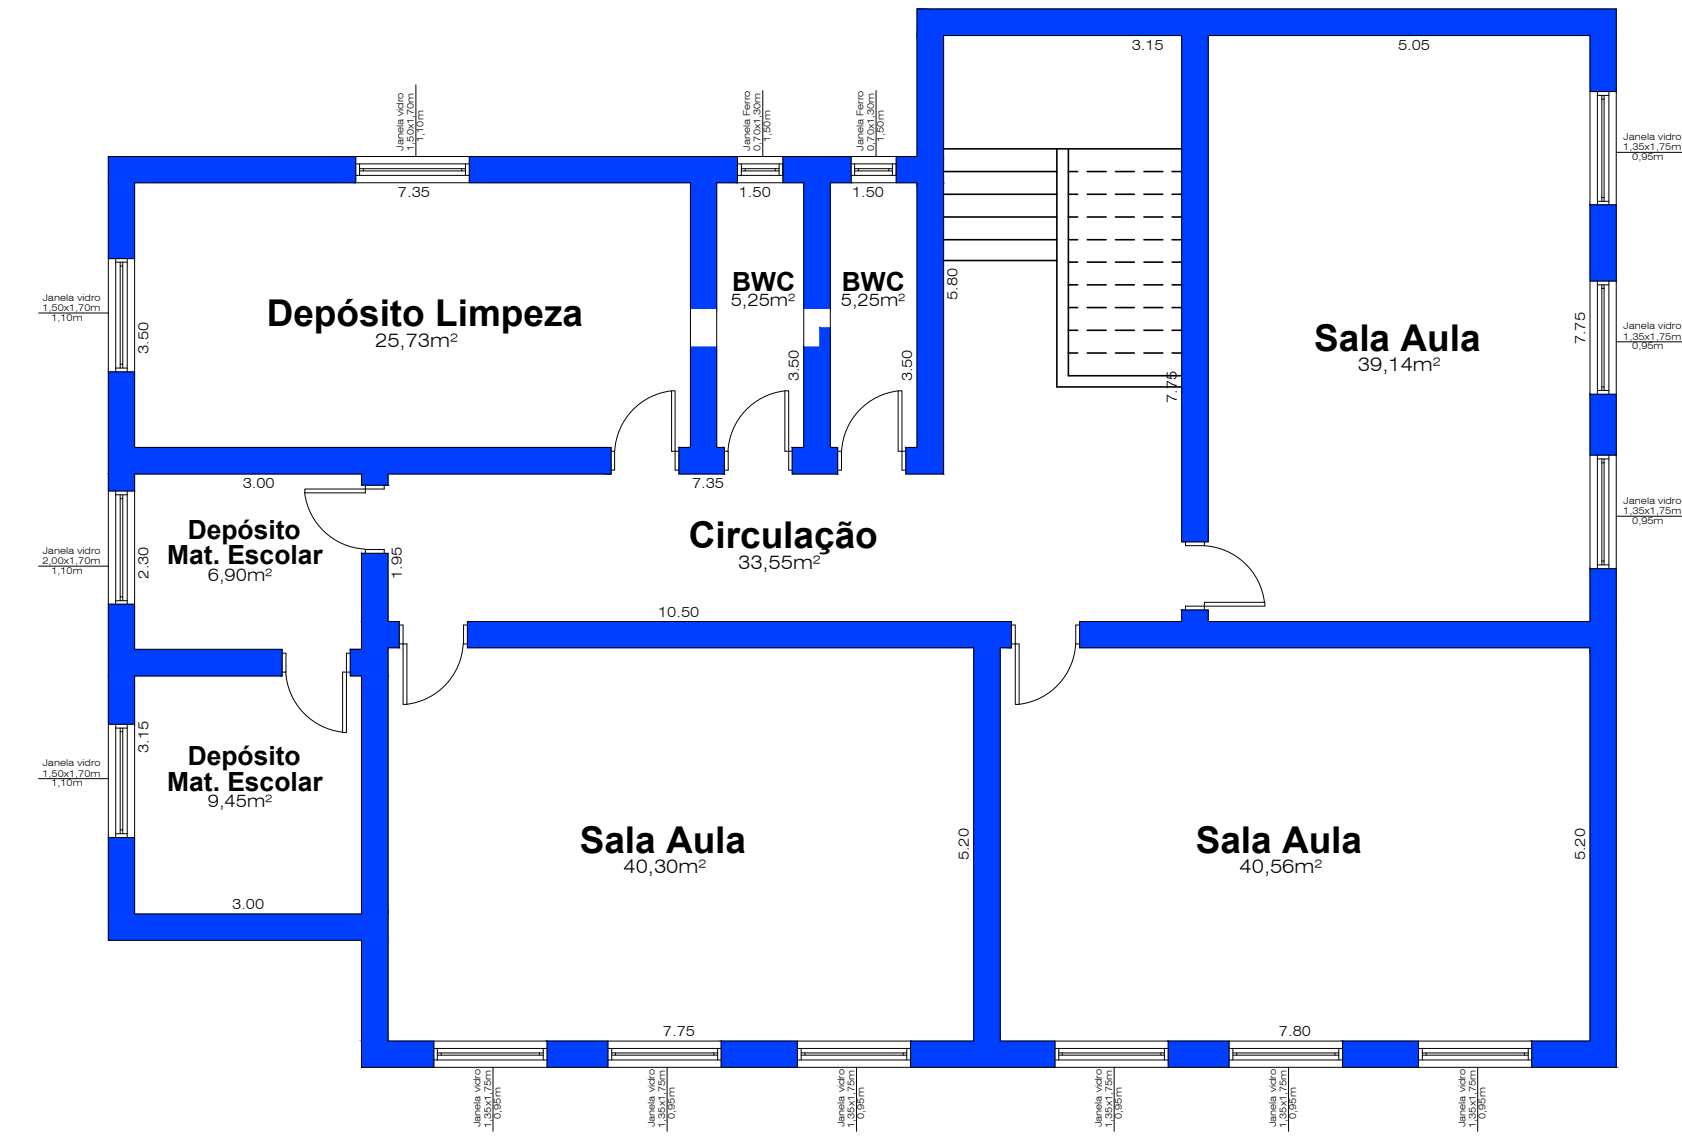 3.15
5.05
Janela vidro
1,50x1,70m
1,10m
Janela Ferro
0,70x1,30m
1,50m
Janela Ferro
0,70x1,30m
1,50m
Janela vidro
1,35x1,75m
0,95m
7.35
1.50
1.50
BWC
5,25m²
BWC
5,25m²
5.80
Janela vidro
1,50x1,70m
1,10m
3.50
Depósito Limpeza
25,73m²
3.50
3.50
7.75
Sala Aula
39,14m²
7.75
Janela vidro
1,35x1,75m
0,95m
3.00
7.35
Janela vidro
1,35x1,75m
0,95m
Depósito
Mat. Escolar
6,90m²
Janela vidro
2,00x1,70m
1,10m
2.30
1.95
Circulação
33,55m²
10.50
3.15
Janela vidro
1,50x1,70m
1,10m
Depósito
Mat. Escolar
9,45m²
3.00
Sala Aula
40,30m²
5.20
Sala Aula
40,56m²
5.20
7.75
7.80
Janela vidro
1,35x1,75m
0,95m
Janela vidro
1,35x1,75m
0,95m
Janela vidro
1,35x1,75m
0,95m
Janela vidro
1,35x1,75m
0,95m
Janela vidro
1,35x1,75m
0,95m
Janela vidro
1,35x1,75m
0,95m